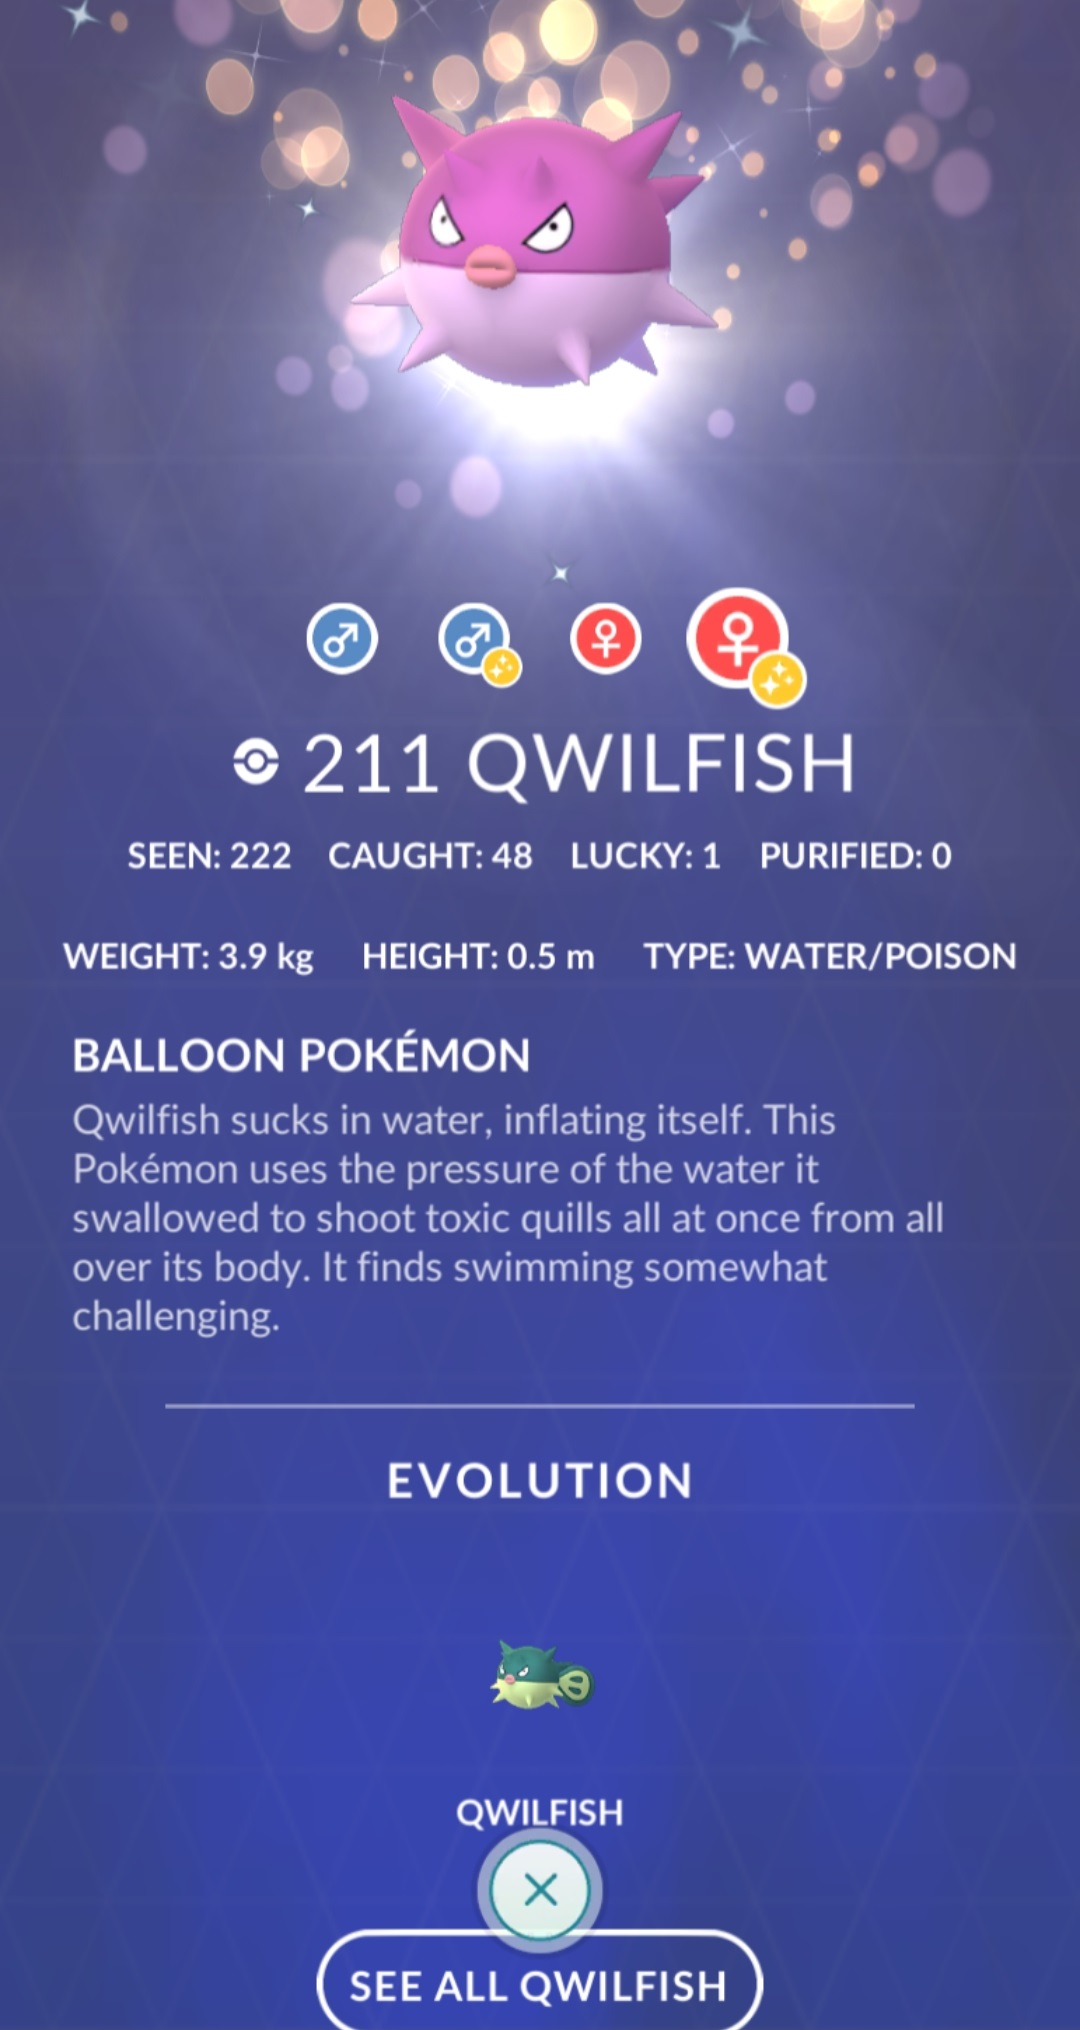 211 QWILFISH
SEEN: 222 CAUGHT: 48 LUCKY: 1 PURIFIED: 0
WEIGHT: 3.9 kg HEIGHT: 0.5 m TYPE: WATER/POISON
BALLOON POKÉMON
Qwilfish sucks in water, inflating itself. This
Pokémon uses the pressure of the water it
swallowed to shoot toxic quills all at once from all
over its body. It finds swimming somewhat
challenging.
EVOLUTION
QWILFISH
SEE ALL QWILFISH